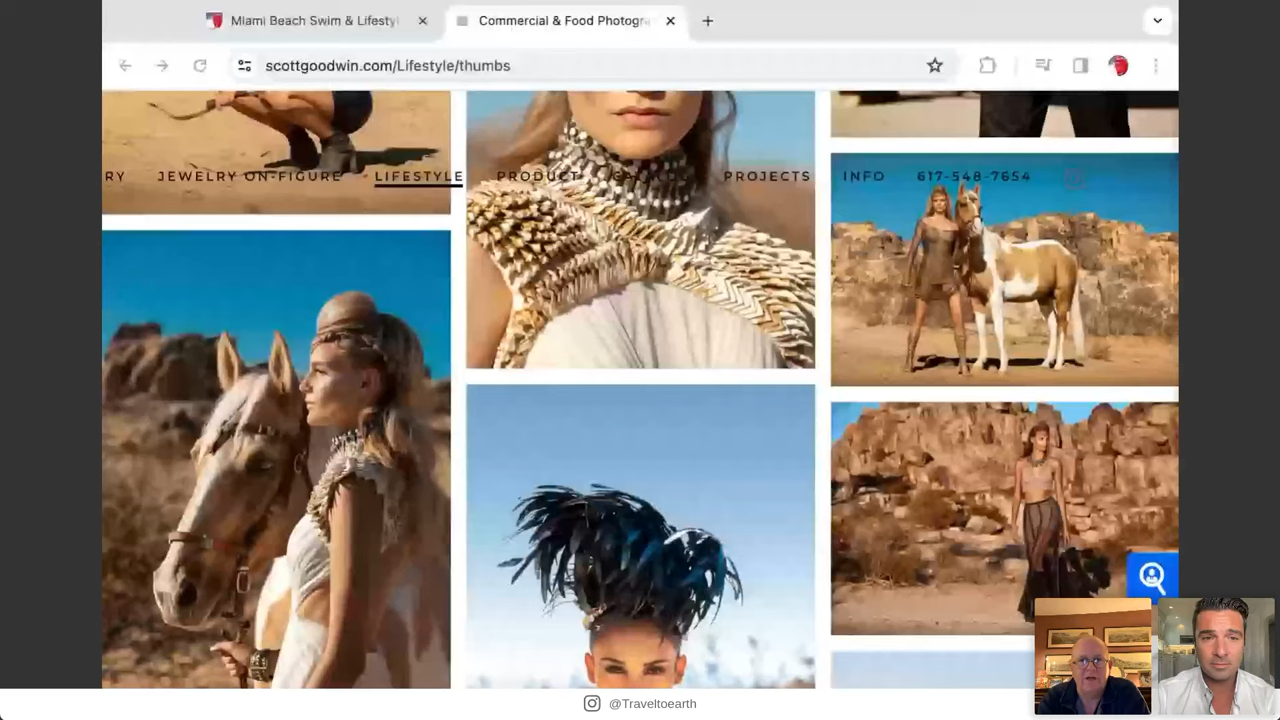 Miami Beach Swim & Lifesty
Commercial & Food Photogr
scottgoodwin.com/Lifestyle/thumbs
RY JEWELRY ON-FIGURE LIFESTYLE PRODUCT CATALOG PROJECTS INFO 617-548-7654
@Traveltoearth